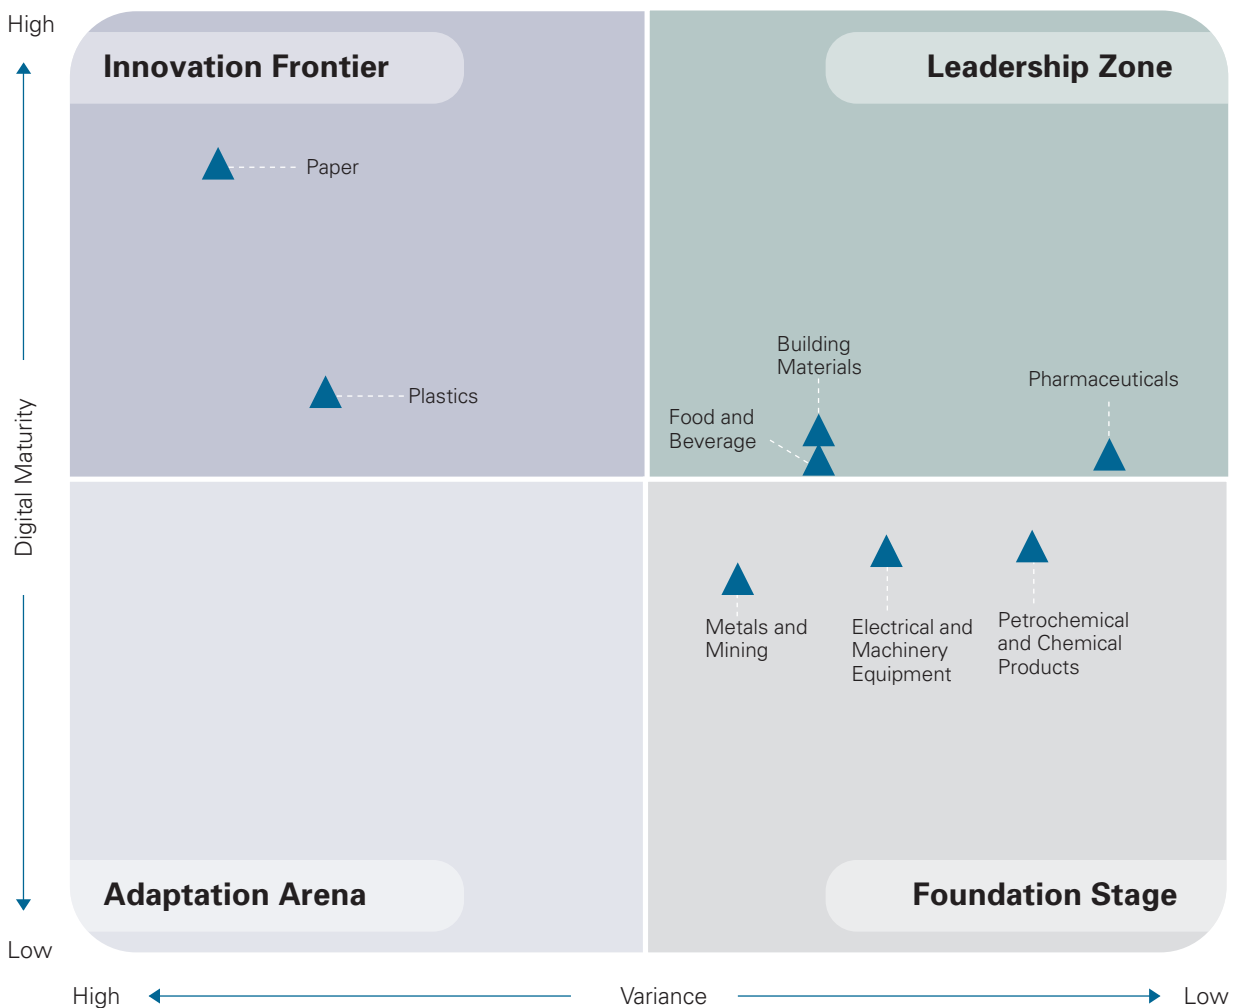 High
Innovation Frontier
Leadership Zone
Paper
Building
Materials
Pharmaceuticals
Plastics
Food and
Beverage
Digital Maturity
Metals and
Mining
Electrical and
Machinery
Equipment
Petrochemical
and Chemical
Products
Adaptation Arena
Foundation Stage
Low
High
Variance
Low